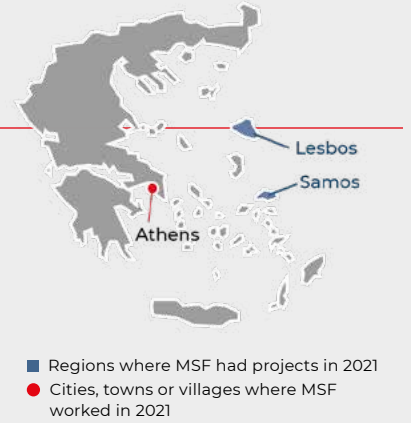 Lesbos
Samos
Athens
Regions where MSF had projects in 2021
Cities, towns or villages where MSF
worked in 2021